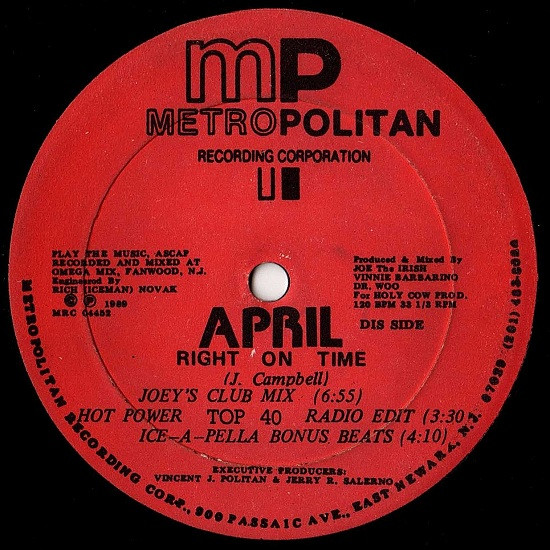 mP
METROPOLITAN
RECORDING CORPORATION
PLAY THE MUSIC, ASCAP
RECORDED AND MIXED AT
OMEGA MIX, FANWOOD, N.J.
Engineered By
RICH (ICEMAN) NOVAK
© ℗ 1989
MRC 04452
Produced & Mixed By
JOE The IRISH
VINNIE BARBARINO
DR. WOO
For HOLY COW PROD.
120 BPM 33 1/3 RPM
DIS SIDE
APRIL
RIGHT ON TIME
(J. Campbell)
JOEY'S CLUB MIX (6:55)
HOT POWER TOP 40 RADIO EDIT (3:30
ICE-A-PELLA BONUS BEATS (4:10)
EXECUTIVE PRODUCERS:
VINCENT J. POLITAN & JERRY R. SALERNO
METROPOLITAN RECORDING CORP., 900 PASSAIC AVE., EAST NEWARK, N.J. 07029 (201)